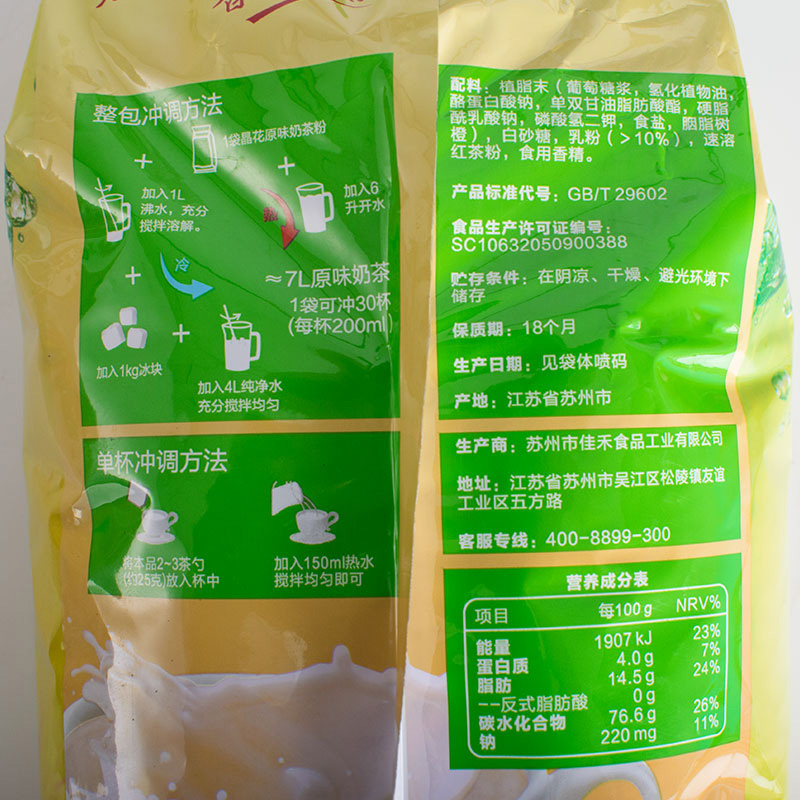 整包冲调方法
1袋晶花原味奶茶粉
加入1L
沸水，充分
搅拌溶解。
热
加入6
升开水
冷
≈7L原味奶茶
1袋可冲30杯
(每杯200ml)
加入1kg冰块
加入4L纯净水
充分搅拌均匀
单杯冲调方法
将本品2~3茶勺
(约25克)放入杯中
加入150ml热水
搅拌均匀即可
配料：植脂末（葡萄糖浆，氢化植物油，
酪蛋白酸钠，单双甘油脂肪酸酯，硬脂
酰乳酸钠，磷酸氢二钾，食盐，胭脂树
橙），白砂糖，乳粉（>10%），速溶
红茶粉，食用香精。
产品标准代号：GB/T 29602
食品生产许可证编号：
SC10632050900388
贮存条件：在阴凉、干燥、避光环境下
储存
保质期：18个月
生产日期：见袋体喷码
产地：江苏省苏州市
生产商：苏州市佳禾食品工业有限公司
地址：江苏省苏州市吴江区松陵镇友谊
工业区五方路
客服专线：400-8899-300
营养成分表
项目 每100g NRV%
能量 1907 kJ 23%
蛋白质 4.0 g 7%
脂肪 14.5 g 24%
--反式脂肪酸 0 g
碳水化合物 76.6 g 26%
钠 220 mg 11%